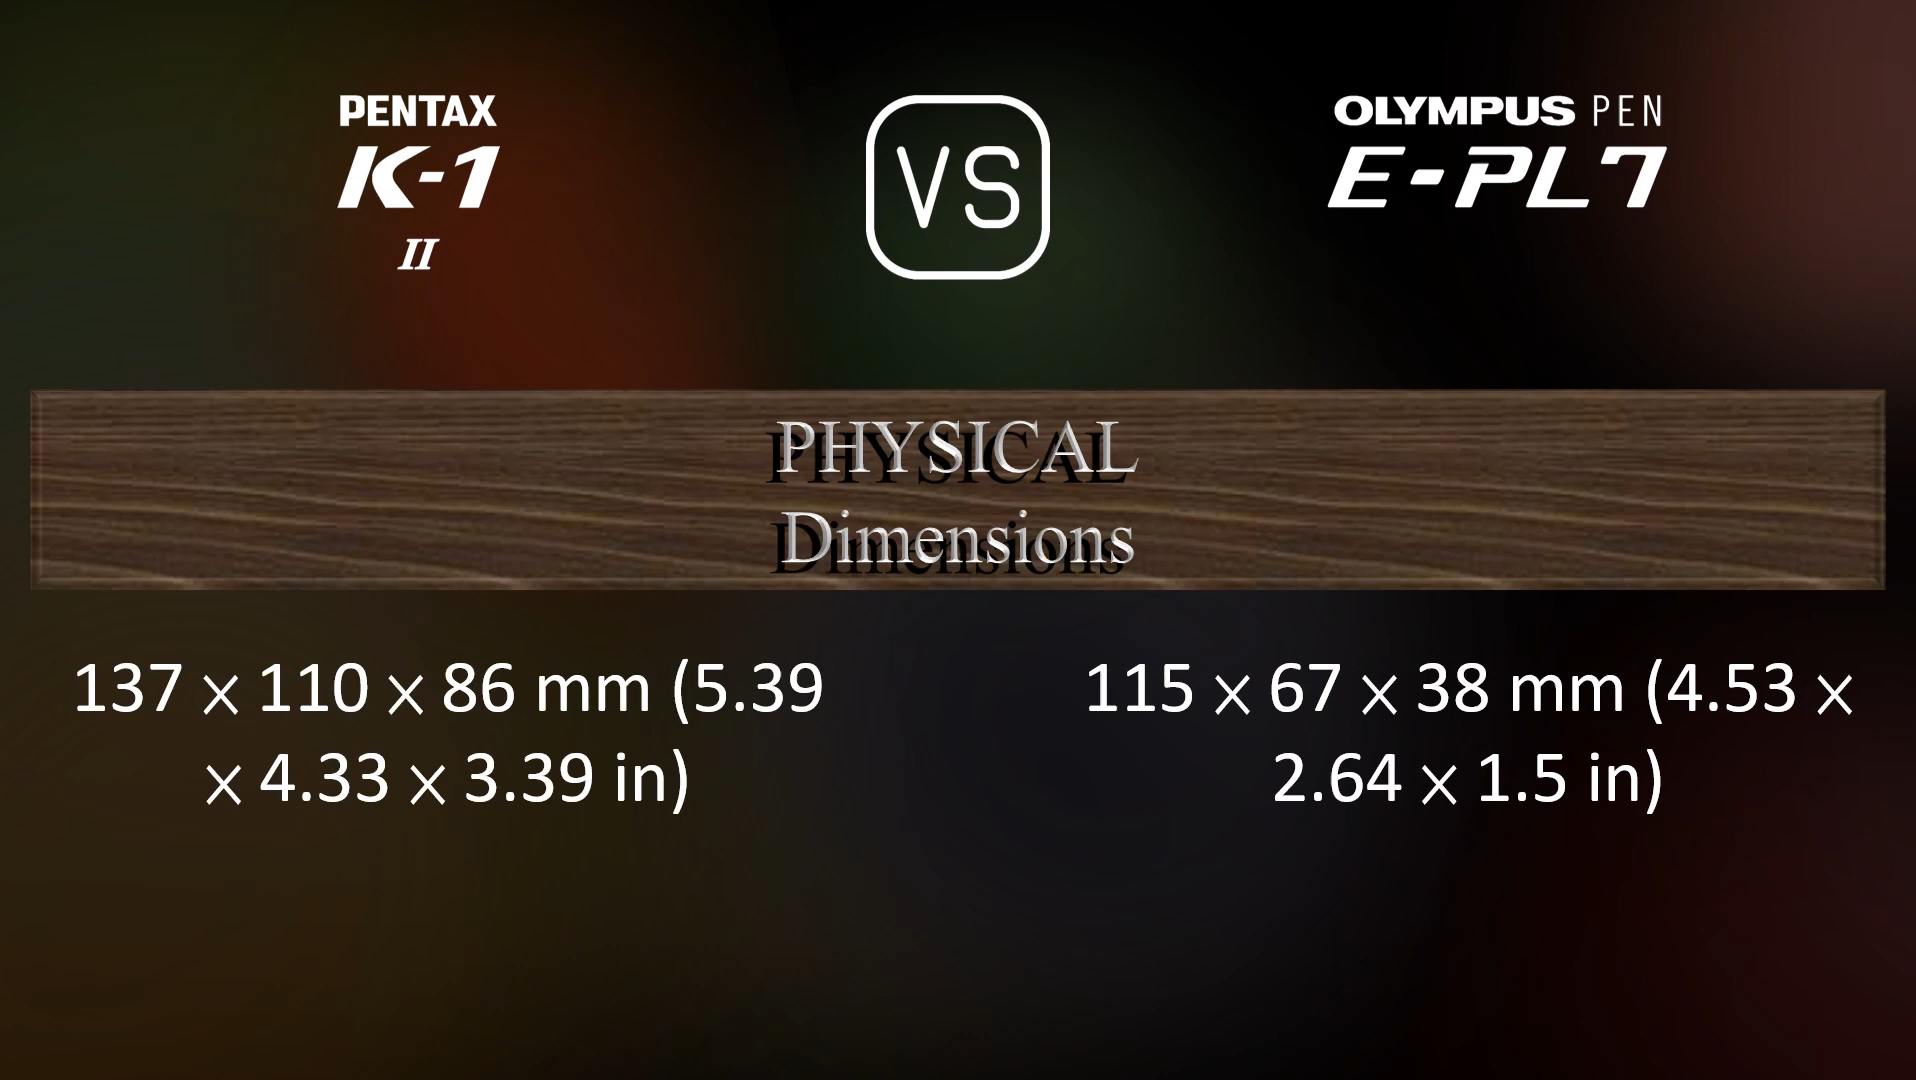 PENTAX
K-1
II
VS
OLYMPUS PEN
E-PL7
PHYSICAL
Dimensions
137 x 110 x 86 mm (5.39
x 4.33 x 3.39 in)
115 x 67 x 38 mm (4.53 x
2.64 x 1.5 in)